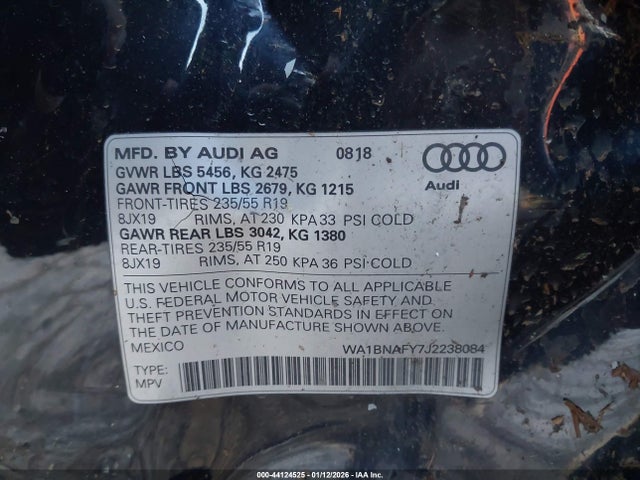 MFD. BY AUDI AG 0818
GVWR LBS 5456, KG 2475
GAWR FRONT LBS 2679, KG 1215
FRONT-TIRES 235/55 R19
8JX19 RIMS, AT 230 KPA 33 PSI COLD
GAWR REAR LBS 3042, KG 1380
REAR-TIRES 235/55 R19
8JX19 RIMS, AT 250 KPA 36 PSI COLD
Audi
THIS VEHICLE CONFORMS TO ALL APPLICABLE
U.S. FEDERAL MOTOR VEHICLE SAFETY AND
THEFT PREVENTION STANDARDS IN EFFECT ON
THE DATE OF MANUFACTURE SHOWN ABOVE.
MEXICO WA1BNAFY7J2238084
TYPE:
MPV
000-44124525 - 01/12/2026 - IAA Inc.